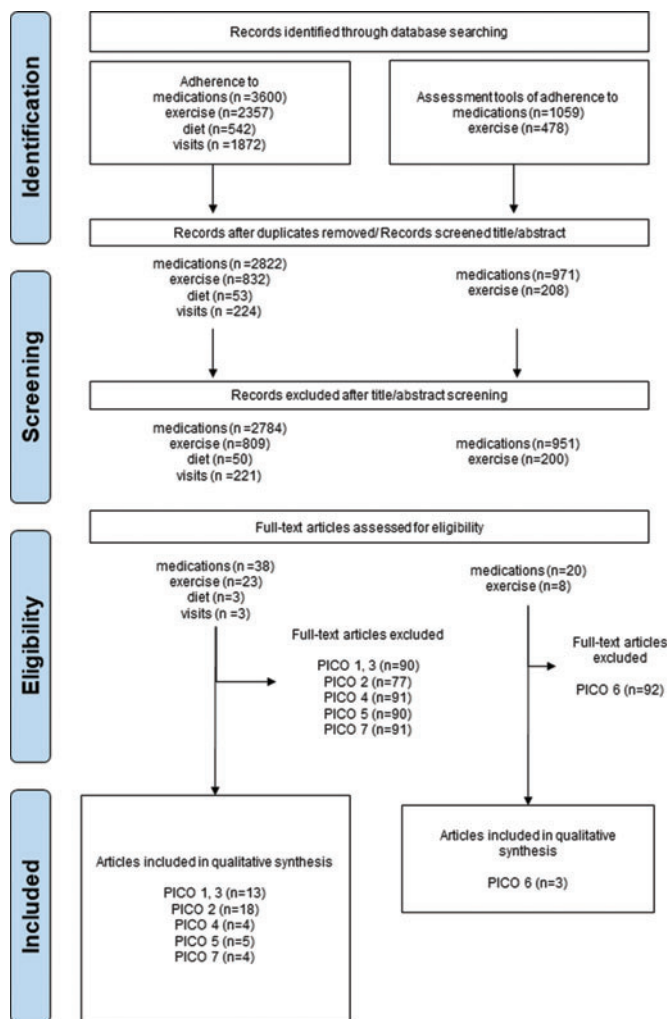 Identification
Records identified through database searching
Adherence to
medications (n =3600)
exercise (n=2357)
diet (n=542)
visits (n =1872)
Assessment tools of adherence to
medications (n=1059)
exercise (n=478)
Records after duplicates removed/ Records screened title/abstract
Screening
medications (n =2822)
exercise (n=832)
diet (n=53)
visits (n =224)
medications (n=971)
exercise (n=208)
Records excluded after title/abstract screening
medications (n=2784)
exercise (n=809)
diet (n=50)
visits (n=221)
medications (n=951)
exercise (n=200)
Eligibility
Full-text articles assessed for eligibility
medications (n=38)
exercise (n=23)
diet (n=3)
visits (n =3)
medications (n=20)
exercise (n=8)
Full-text articles excluded
PICO 1, 3 (n=90)
PICO 2 (n=77)
PICO 4 (n=91)
PICO 5 (n=90)
PICO 7 (n=91)
Full-text articles
excluded
PICO 6 (n=92)
Included
Articles included in qualitative synthesis
PICO 1, 3 (n=13)
PICO 2 (n=18)
PICO 4 (n=4)
PICO 5 (n=5)
PICO 7 (n=4)
Articles included in qualitative
synthesis
PICO 6 (n=3)